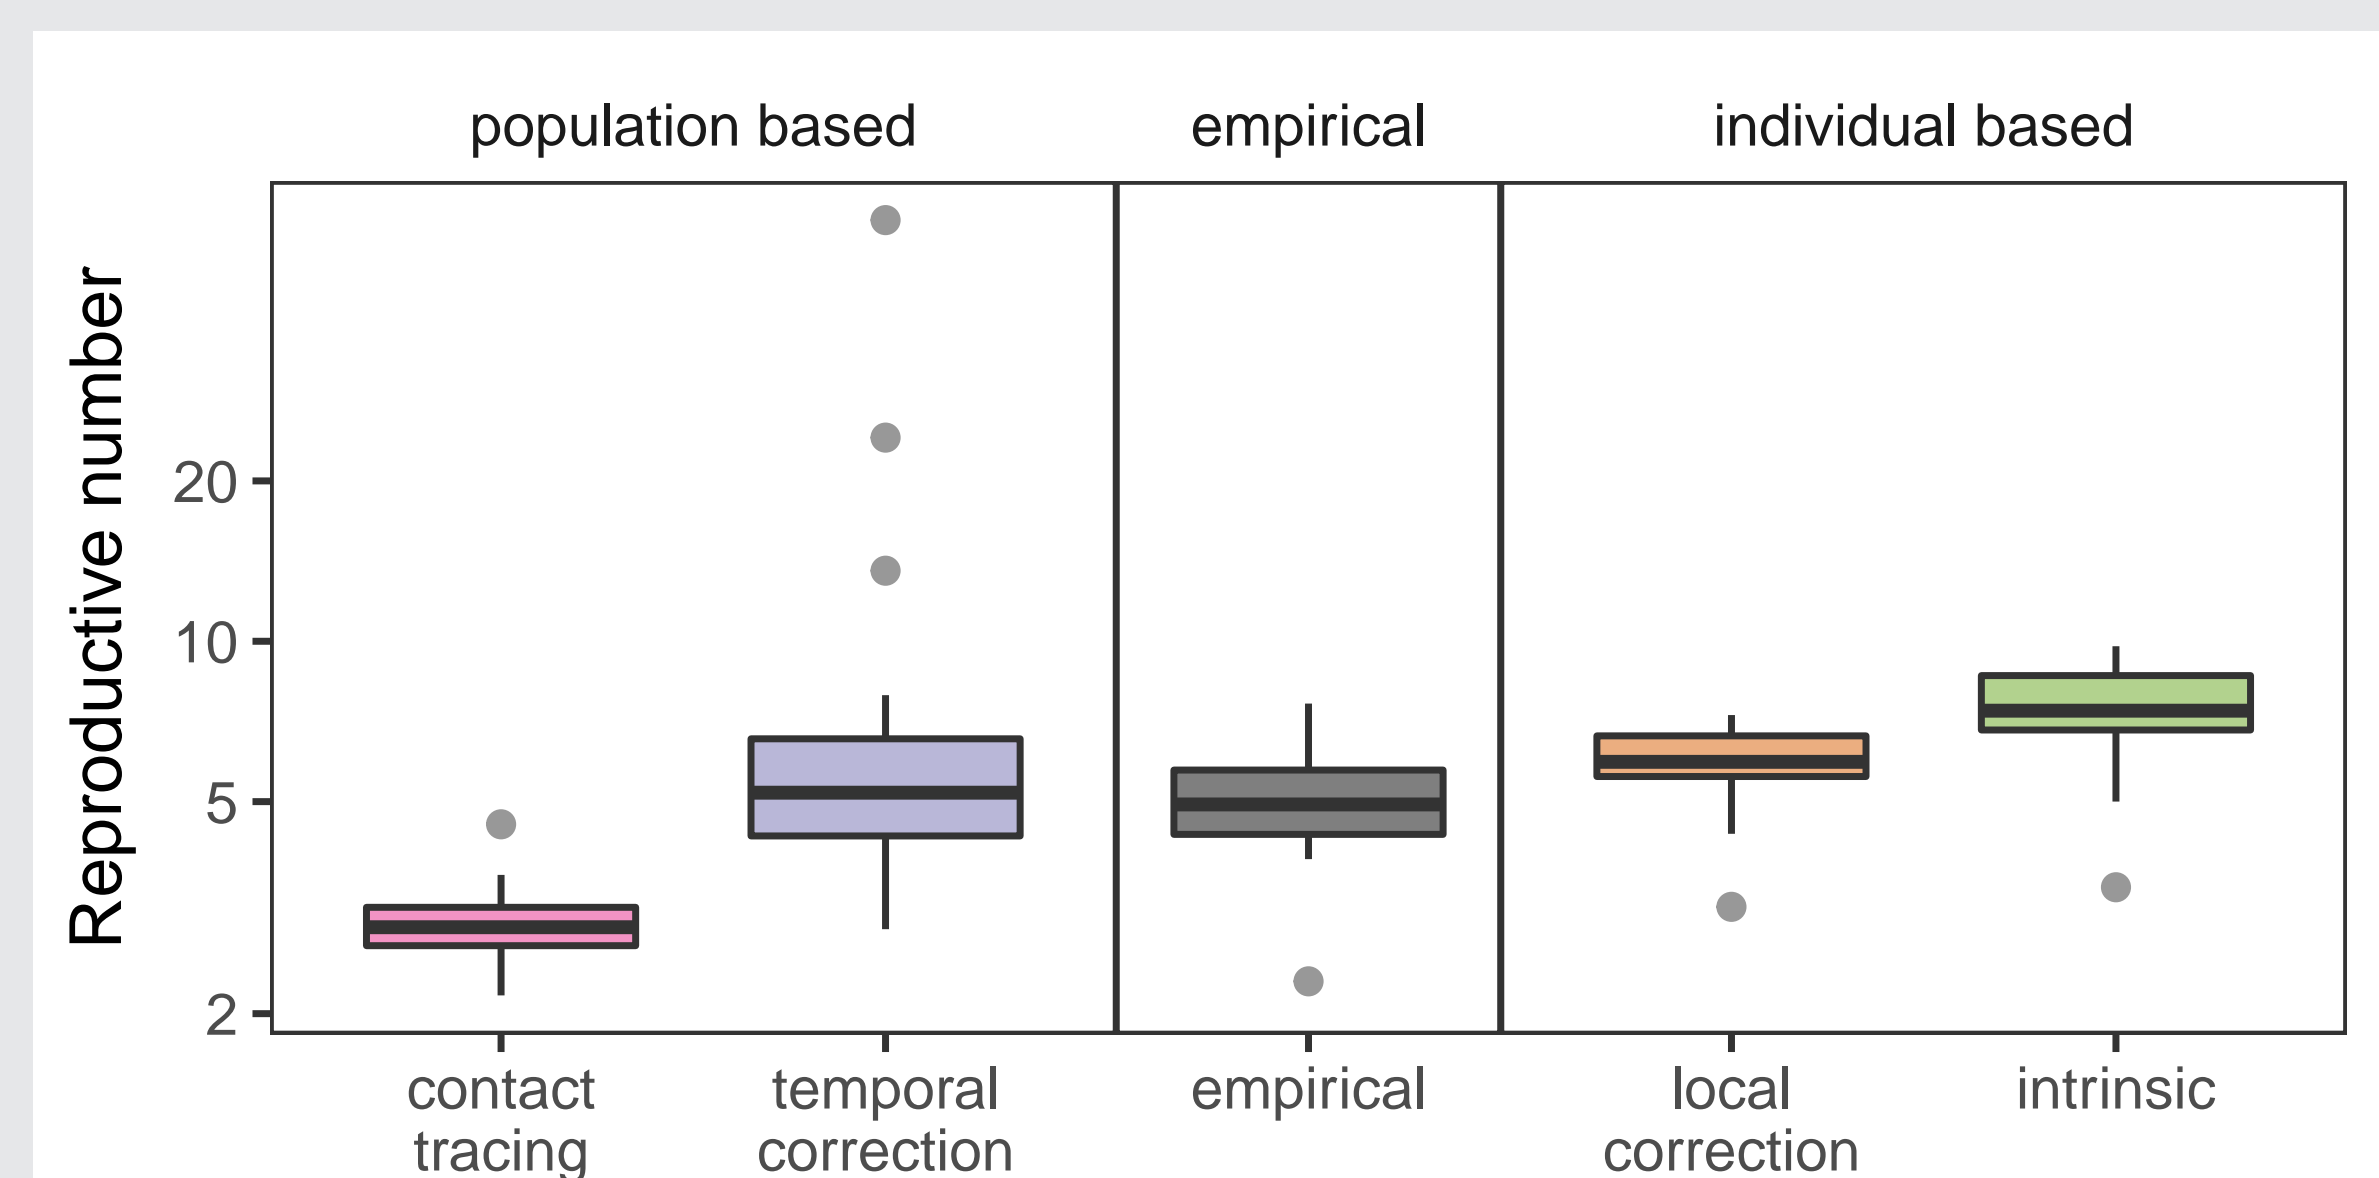 population based
empirical
individual based
Reproductive number
20
10
5
2
contact
tracing
temporal
correction
empirical
local
correction
intrinsic